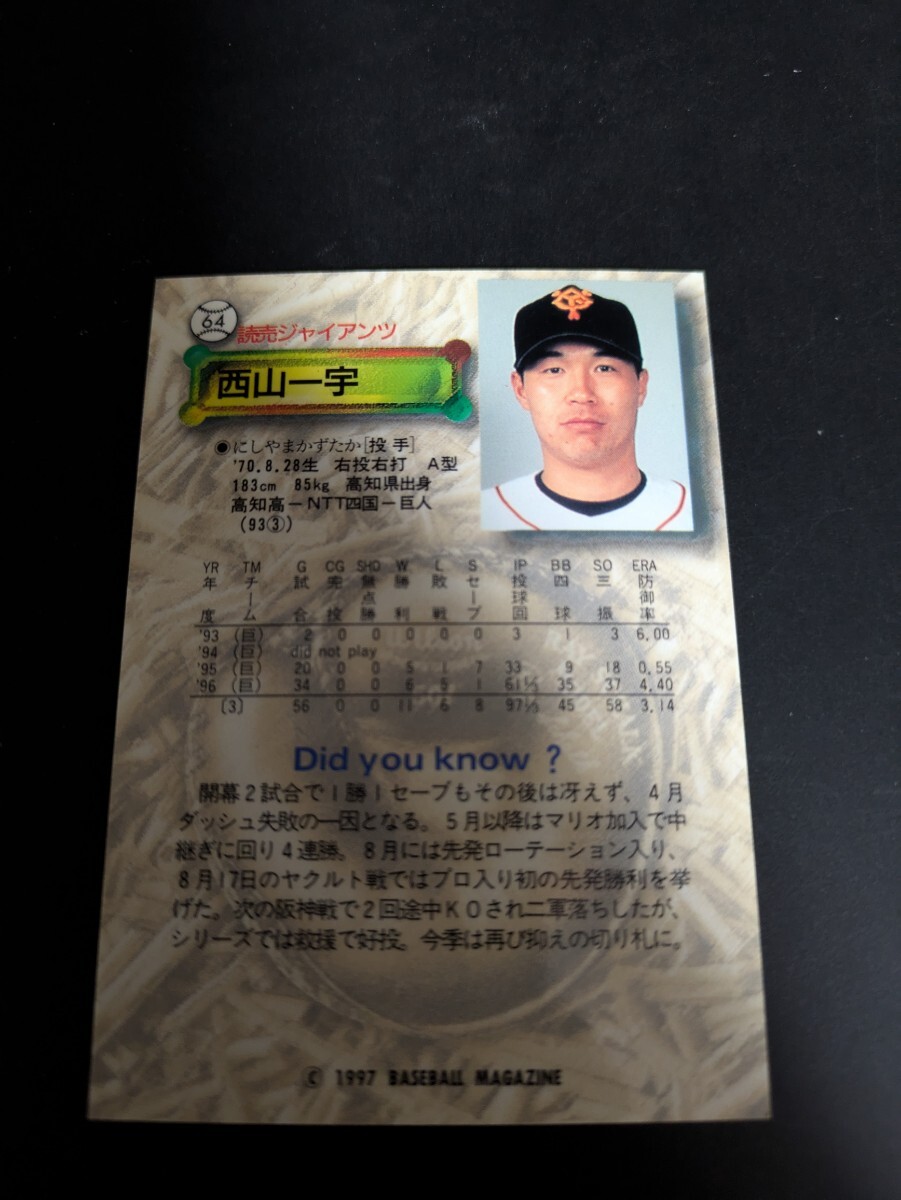 64
読売ジャイアンツ
西山一宇
◉にしやまかずたか[投手]
'70.8.28生 右投右打 A型
183cm 85kg 高知県出身
高知高－NTT四国－巨人
(93③)
YR TM G CG SHO W L S IP BB SO ERA
年度 チーム 試合 完投 無点勝 勝利 敗戦 セーブ 投球回 四球 三振 防御率
'93 (巨) 2 0 0 0 0 0 3 1 3 6.00
'94 (巨) did not play
'95 (巨) 20 0 0 5 1 7 33 9 18 0.55
'96 (巨) 34 0 0 6 5 1 61⅓ 35 37 4.40
〔3〕 56 0 0 11 6 8 97⅓ 45 58 3.14
Did you know ?
開幕2試合で1勝1セーブもその後は冴えず、4月
ダッシュ失敗の一因となる。5月以降はマリオ加入で中
継ぎに回り4連勝。8月には先発ローテーション入り、
8月17日のヤクルト戦ではプロ入り初の先発勝利を挙
げた。次の阪神戦で2回途中KOされ二軍落ちしたが、
シリーズでは救援で好投。今季は再び抑えの切り札に。
© 1997 BASEBALL MAGAZINE